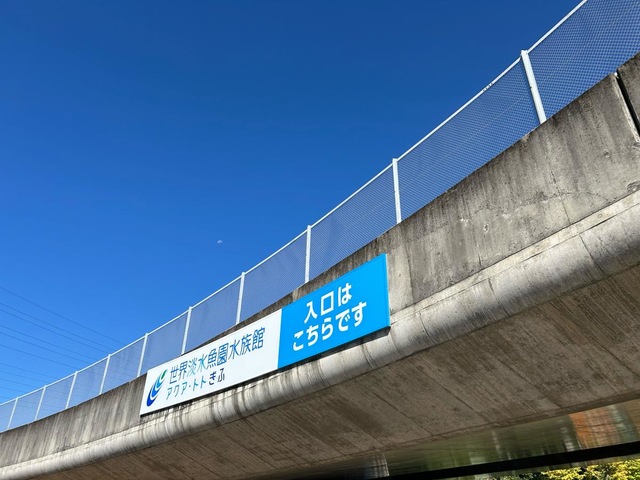 世界淡水魚園水族館
アクア・トトぎふ
入口は
こちらです